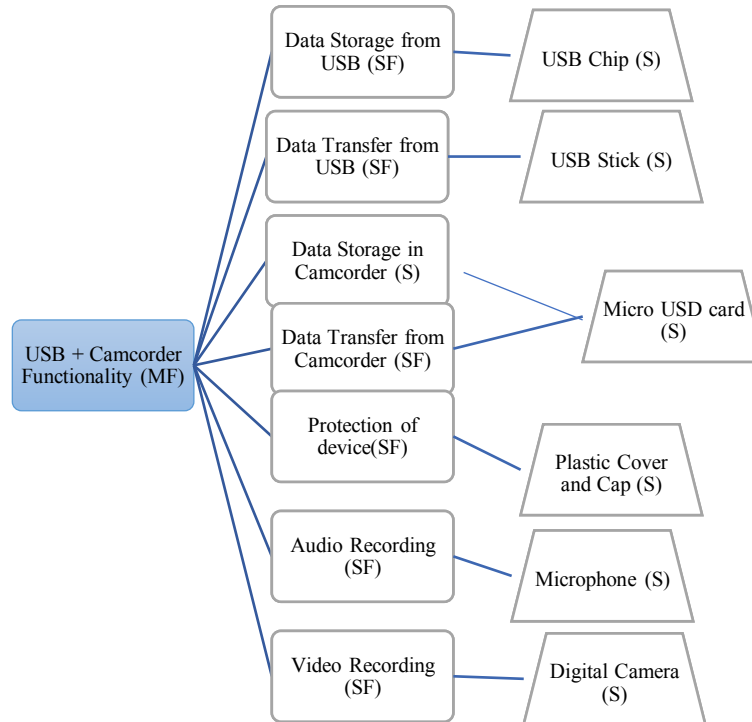 Data Storage from
USB (SF)
USB Chip (S)
Data Transfer from
USB (SF)
USB Stick (S)
Data Storage in
Camcorder (S)
Micro USD card
(S)
USB + Camcorder
Functionality (MF)
Data Transfer from
Camcorder (SF)
Protection of
device(SF)
Plastic Cover
and Cap (S)
Audio Recording
(SF)
Microphone (S)
Video Recording
(SF)
Digital Camera
(S)